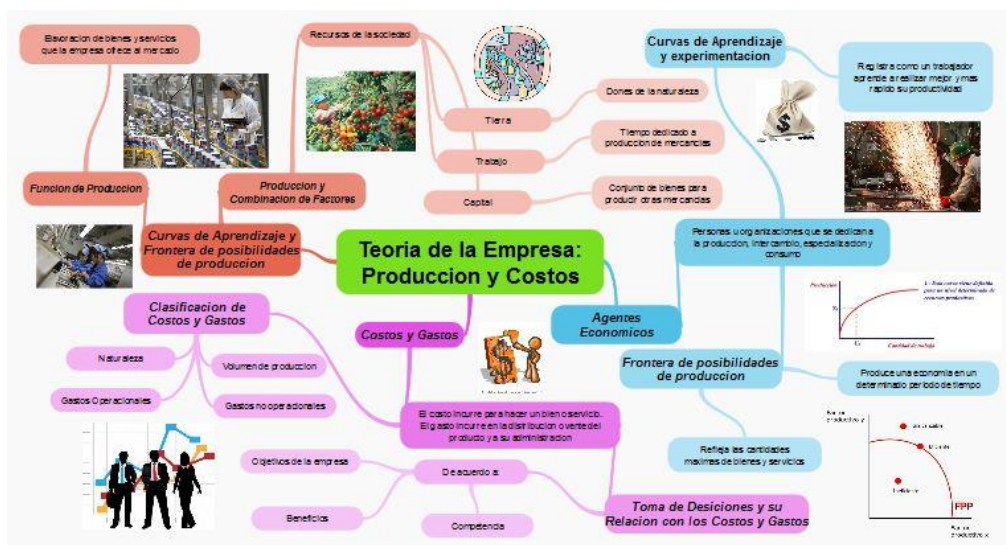 Elavoracion de bienes y servicios
que la empresa ofrece al mercado
Recursos de la sociedad
Tierra
Dones de la naturaleza
Trabajo
Tiempo dedicado a
produccion de mercancias
Capital
Conjunto de bienes para
producir otras mercancias
Funcion de Produccion
Produccion y
Combinacion de Factores
Curvas de Aprendizaje y
Frontera de posibilidades
de produccion
Teoria de la Empresa:
Produccion y Costos
Curvas de Aprendizaje
y experimentacion
Registra como un trabajador
aprende a realizar mejor y mas
rapido su productividad
Personas u organizaciones que se dedican a
la produccion, intercambio, especializacion y
consumo
Agentes
Economicos
Producción
Cantidad de trabajo
Frontera de posibilidades
de produccion
Produce una economia en un
determinado periodo de tiempo
Refleja las cantidades
maximas de bienes y servicios
productivo y
FPP
productivo x
Clasificacion de
Costos y Gastos
Naturaleza
Volumen de produccion
Gastos Operacionales
Gastos no operacionales
Costos y Gastos
El costo incurre para hacer un bien o servicio.
El gasto incurre en la distribucion o vente del
producto y a su administracion
Objetivos de la empresa
De acuerdo a:
Beneficios
Competencia
Toma de Desiciones y su
Relacion con los Costos y Gastos